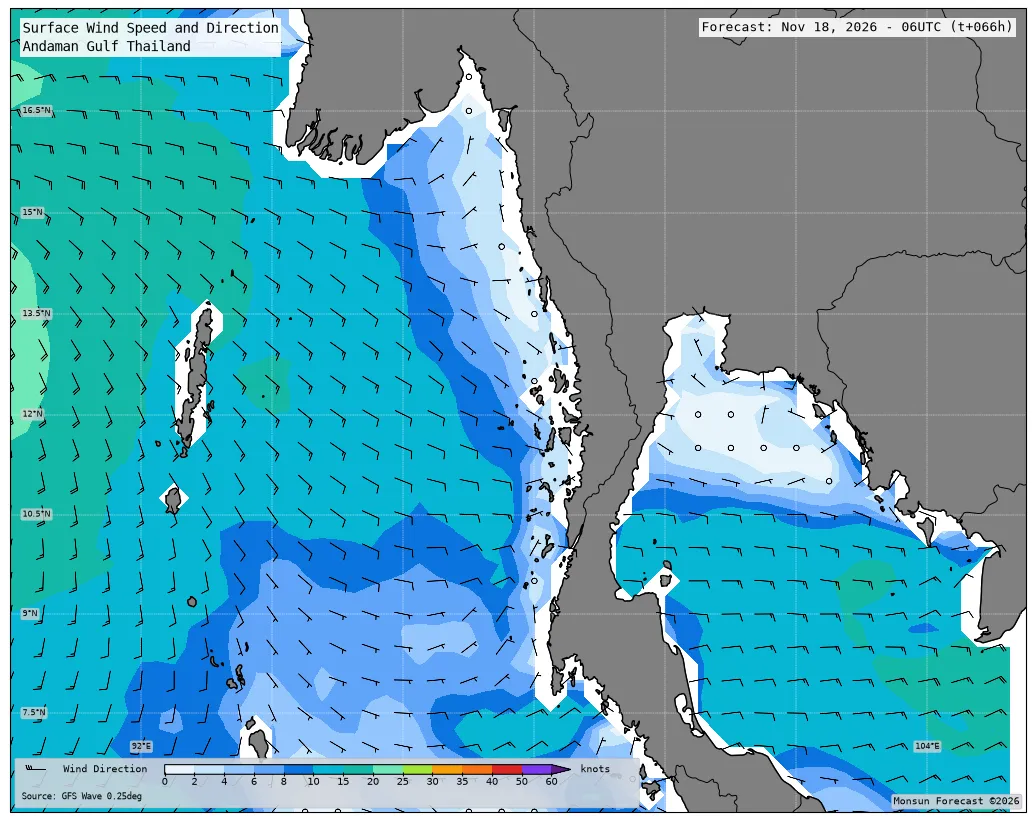 Surface Wind Speed and Direction
Andaman Gulf Thailand
Forecast: Nov 18, 2026 - 06UTC (t+066h)
16.5°N
15°N
13.5°N
12°N
10.5°N
9°N
7.5°N
92°E
104°E
Wind Direction
knots
0 2 4 6 8 10 15 20 25 30 35 40 50 60
Source: GFS Wave 0.25deg
Monsun Forecast ©2026